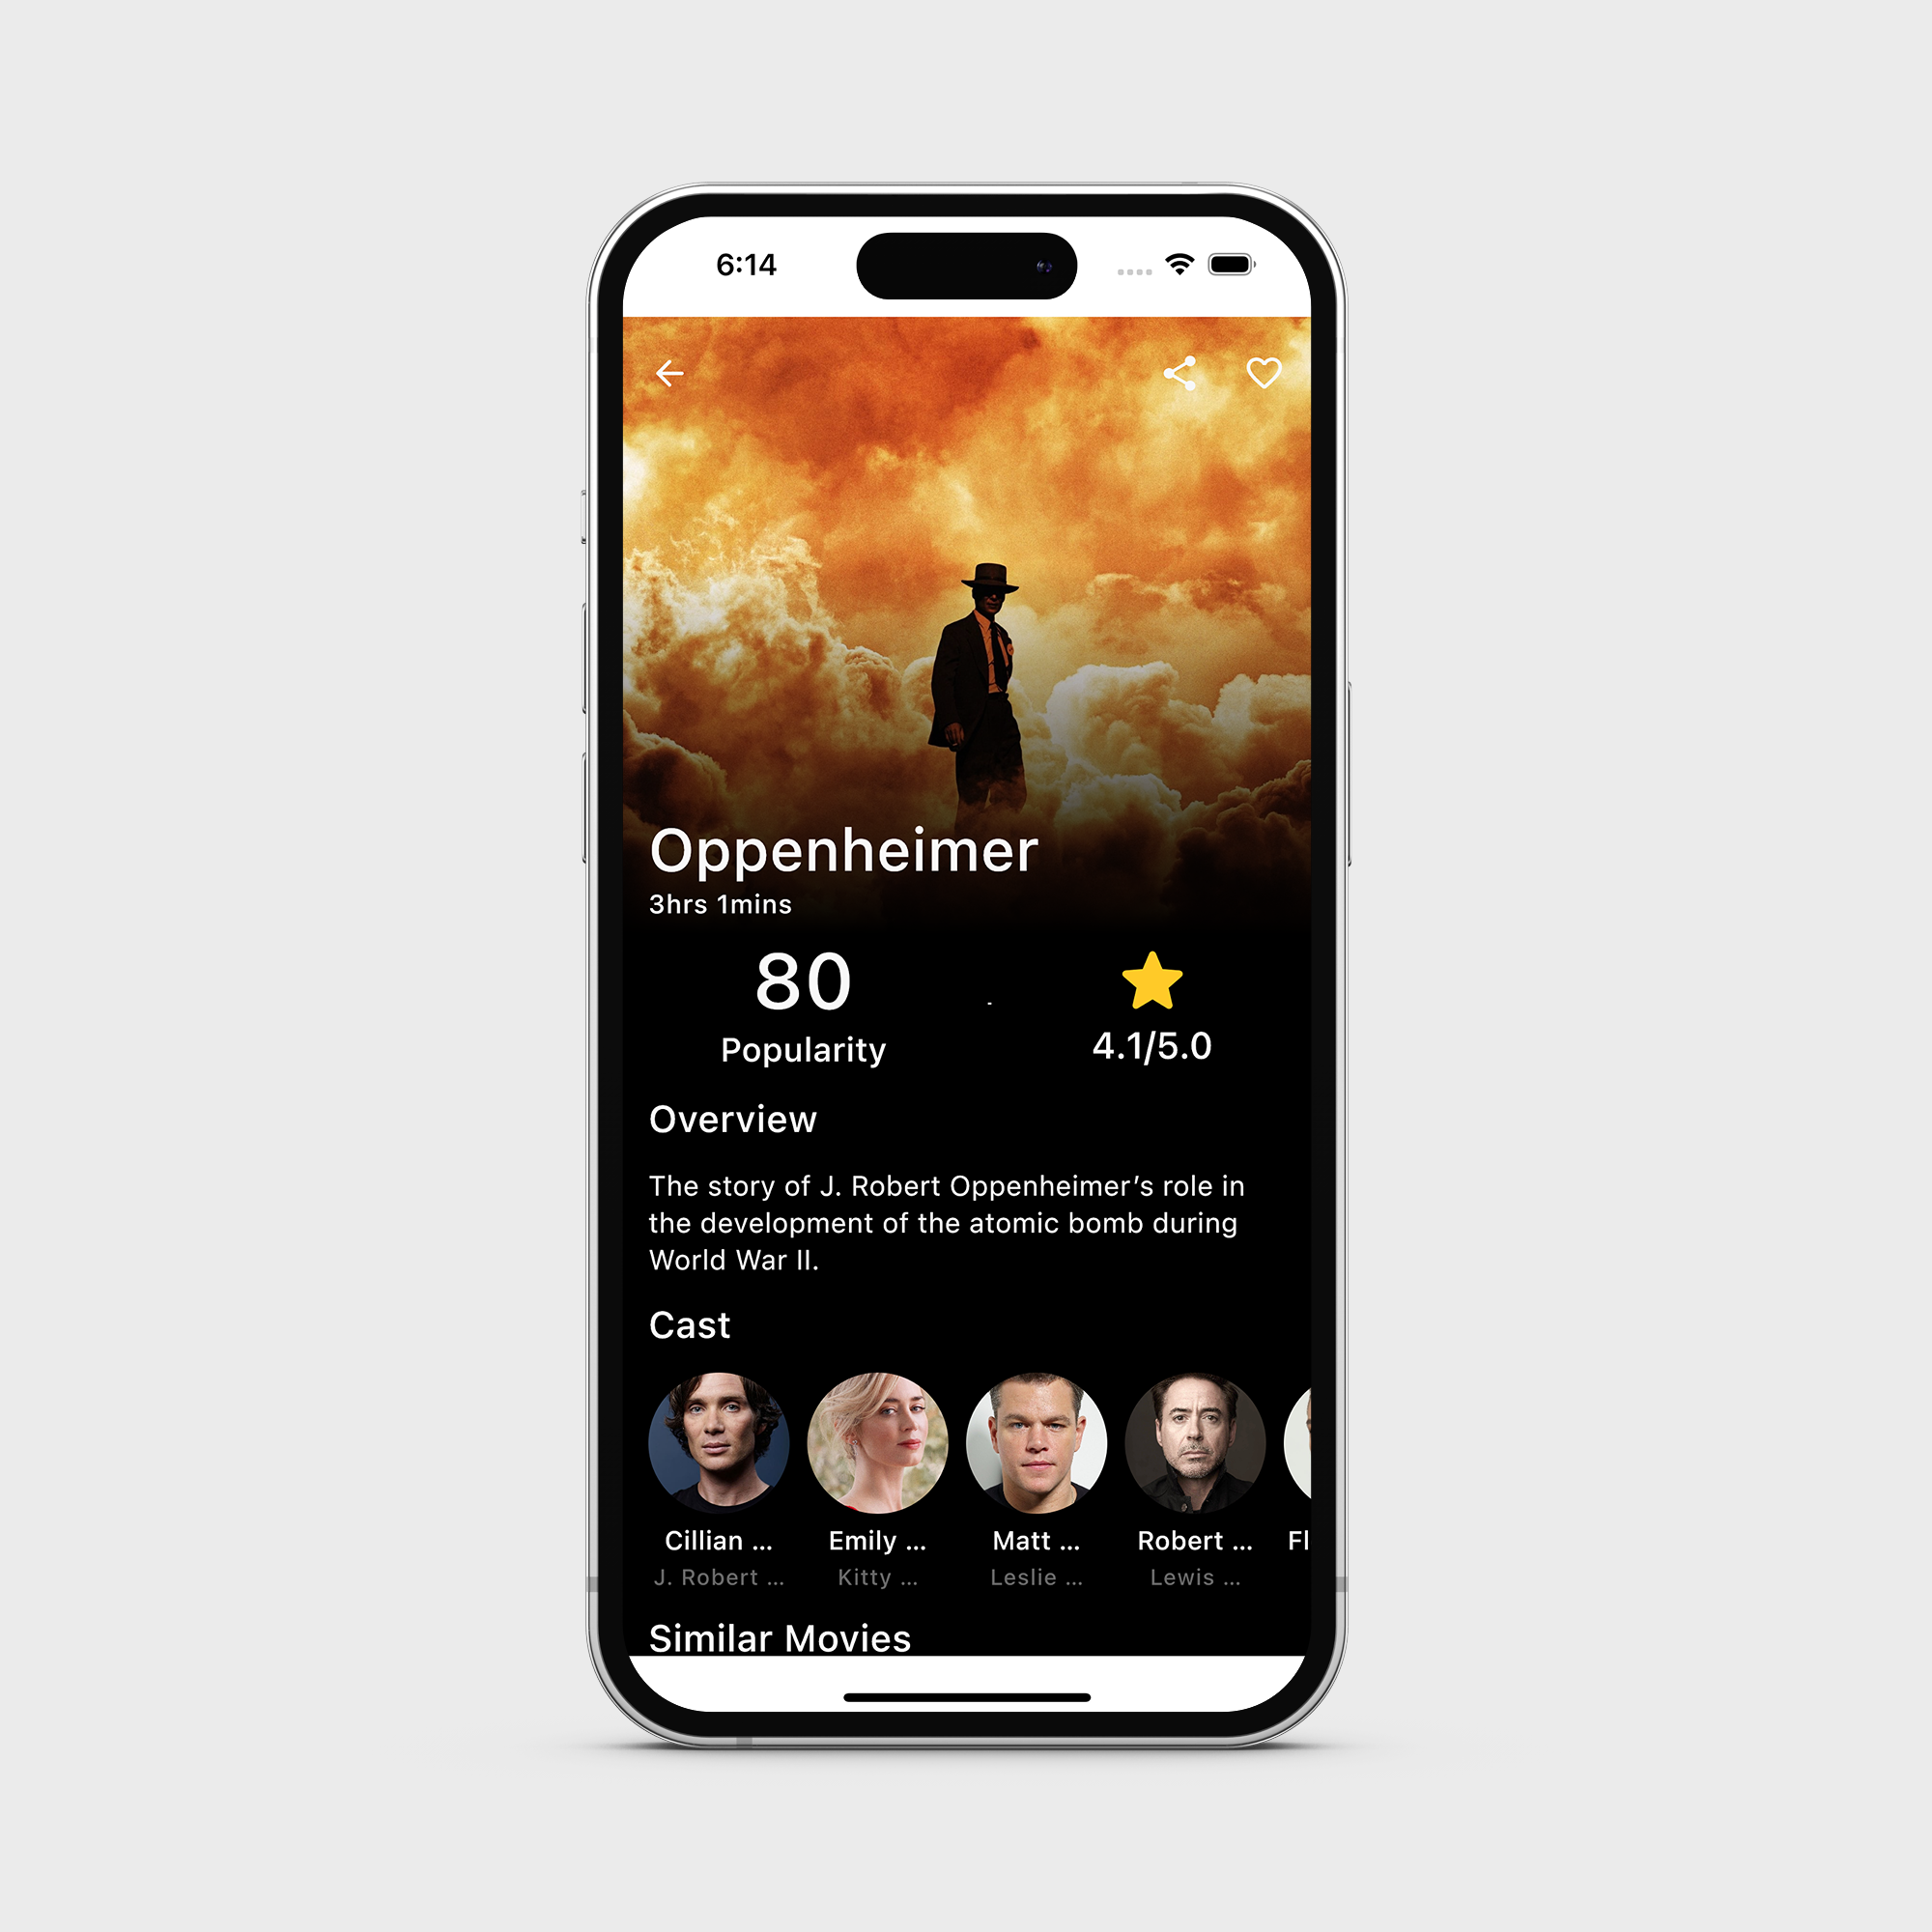 6:14
Oppenheimer
3hrs 1mins
80
Popularity
4.1/5.0
Overview
The story of J. Robert Oppenheimer's role in
the development of the atomic bomb during
World War II.
Cast
Cillian ... Emily ... Matt ... Robert ... Fl
J. Robert ... Kitty ... Leslie ... Lewis ...
Similar Movies